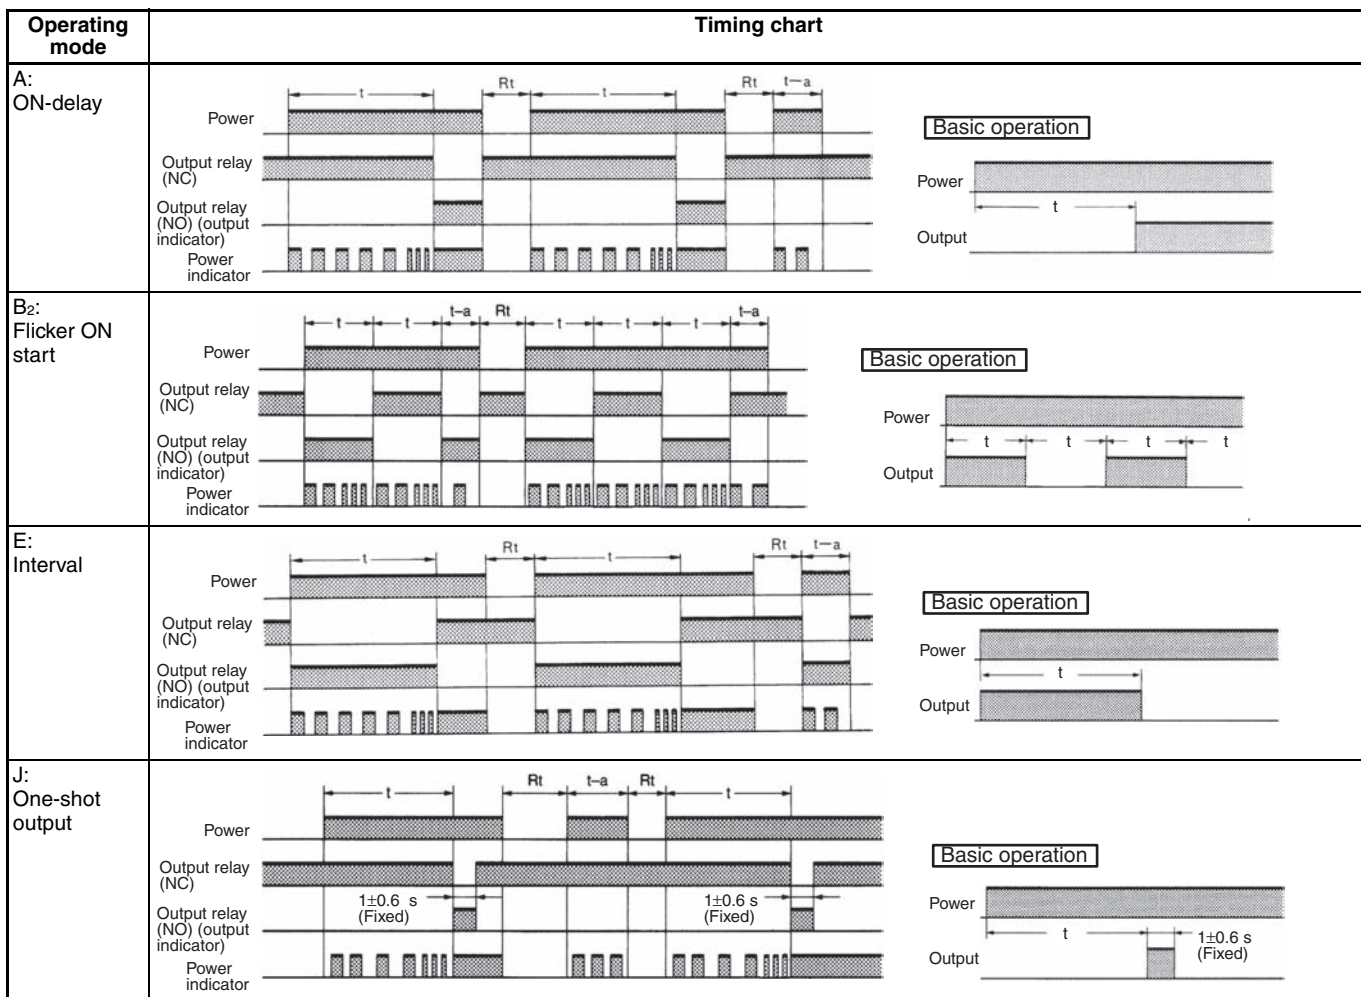 Operating mode
Timing chart
A:
ON-delay
t
Rt
t
Rt
t–a
Power
Output relay
(NC)
Output relay
(NO) (output
indicator)
Power
indicator
Basic operation
Power
t
Output
B2:
Flicker ON
start
t
t
t–a
Rt
t
t
t
t–a
Power
Output relay
(NC)
Output relay
(NO) (output
indicator)
Power
indicator
Basic operation
Power
t
t
t
t
Output
E:
Interval
t
Rt
t
Rt
t–a
Power
Output relay
(NC)
Output relay
(NO) (output
indicator)
Power
indicator
Basic operation
Power
t
Output
J:
One-shot
output
t
Rt
t–a
Rt
t
Power
Output relay
(NC)
1±0.6 s
(Fixed)
1±0.6 s
(Fixed)
Output relay
(NO) (output
indicator)
Power
indicator
Basic operation
Power
t
1±0.6 s
(Fixed)
Output